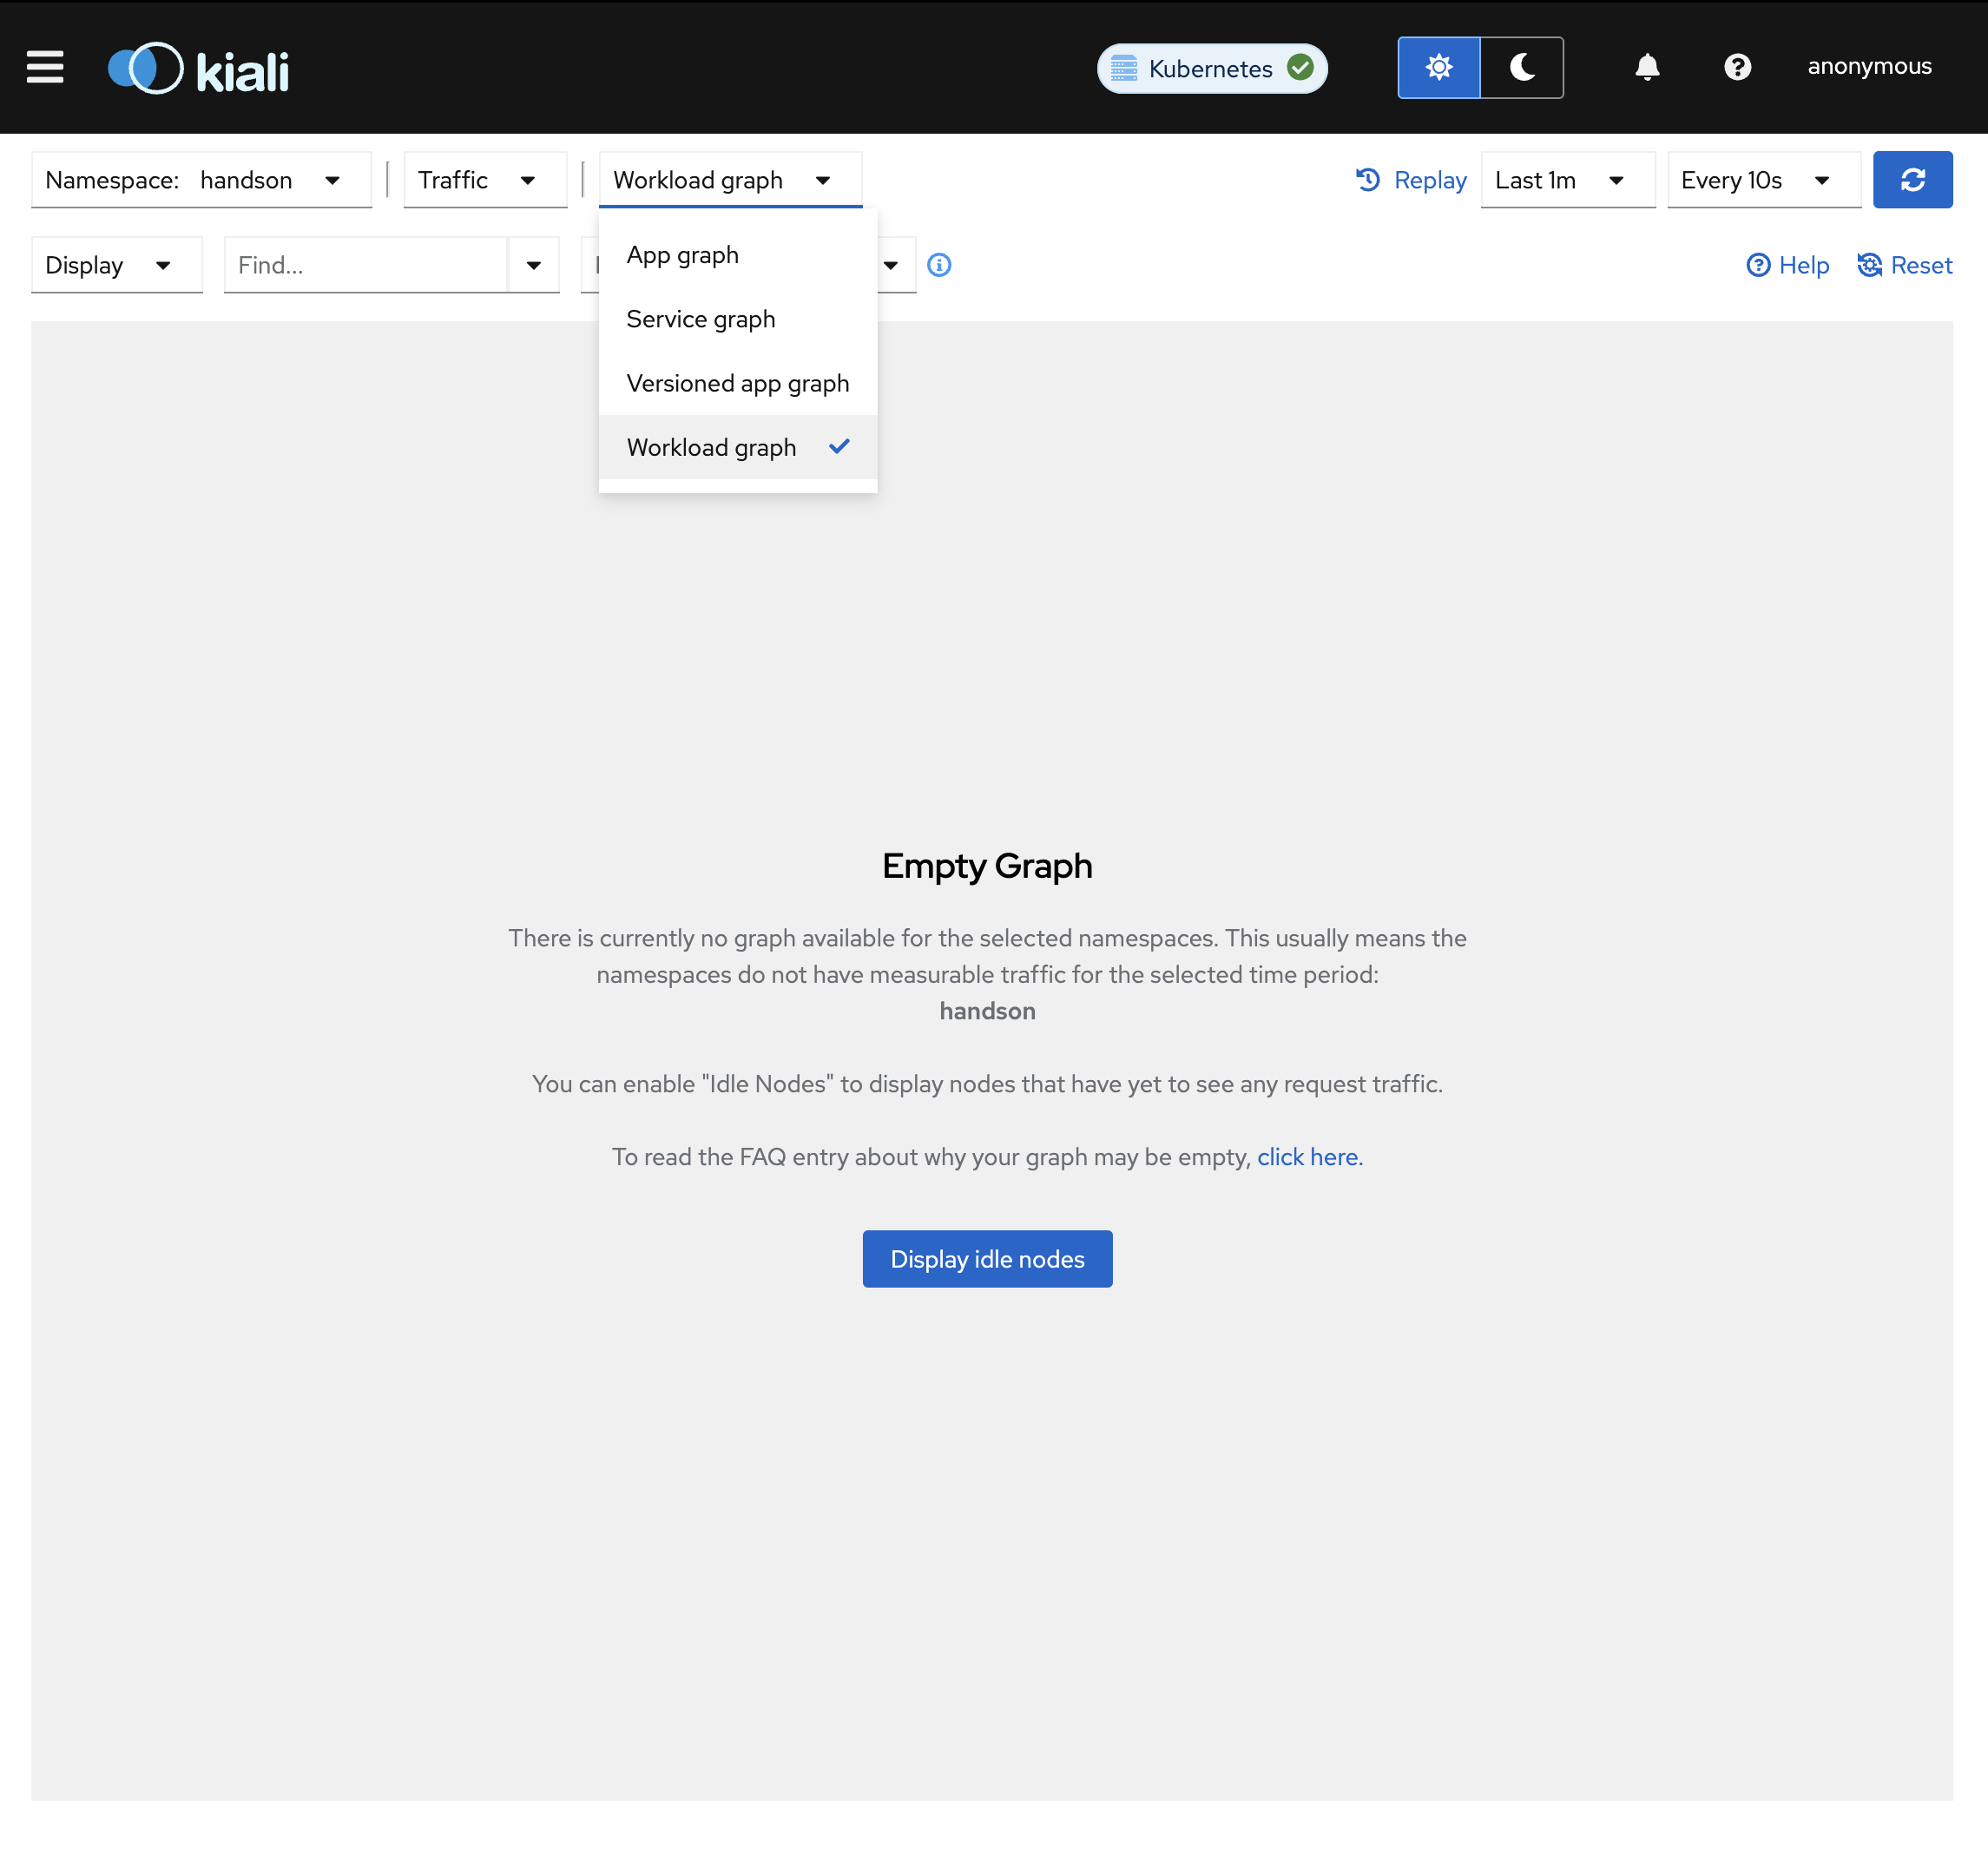 kiali
Kubernetes
anonymous
Namespace: handson
Traffic
Workload graph
Replay
Last 1m
Every 10s
Display
Find...
Help
Reset
App graph
Service graph
Versioned app graph
Workload graph
Empty Graph
There is currently no graph available for the selected namespaces. This usually means the
namespaces do not have measurable traffic for the selected time period:
handson
You can enable "Idle Nodes" to display nodes that have yet to see any request traffic.
To read the FAQ entry about why your graph may be empty, click here.
Display idle nodes